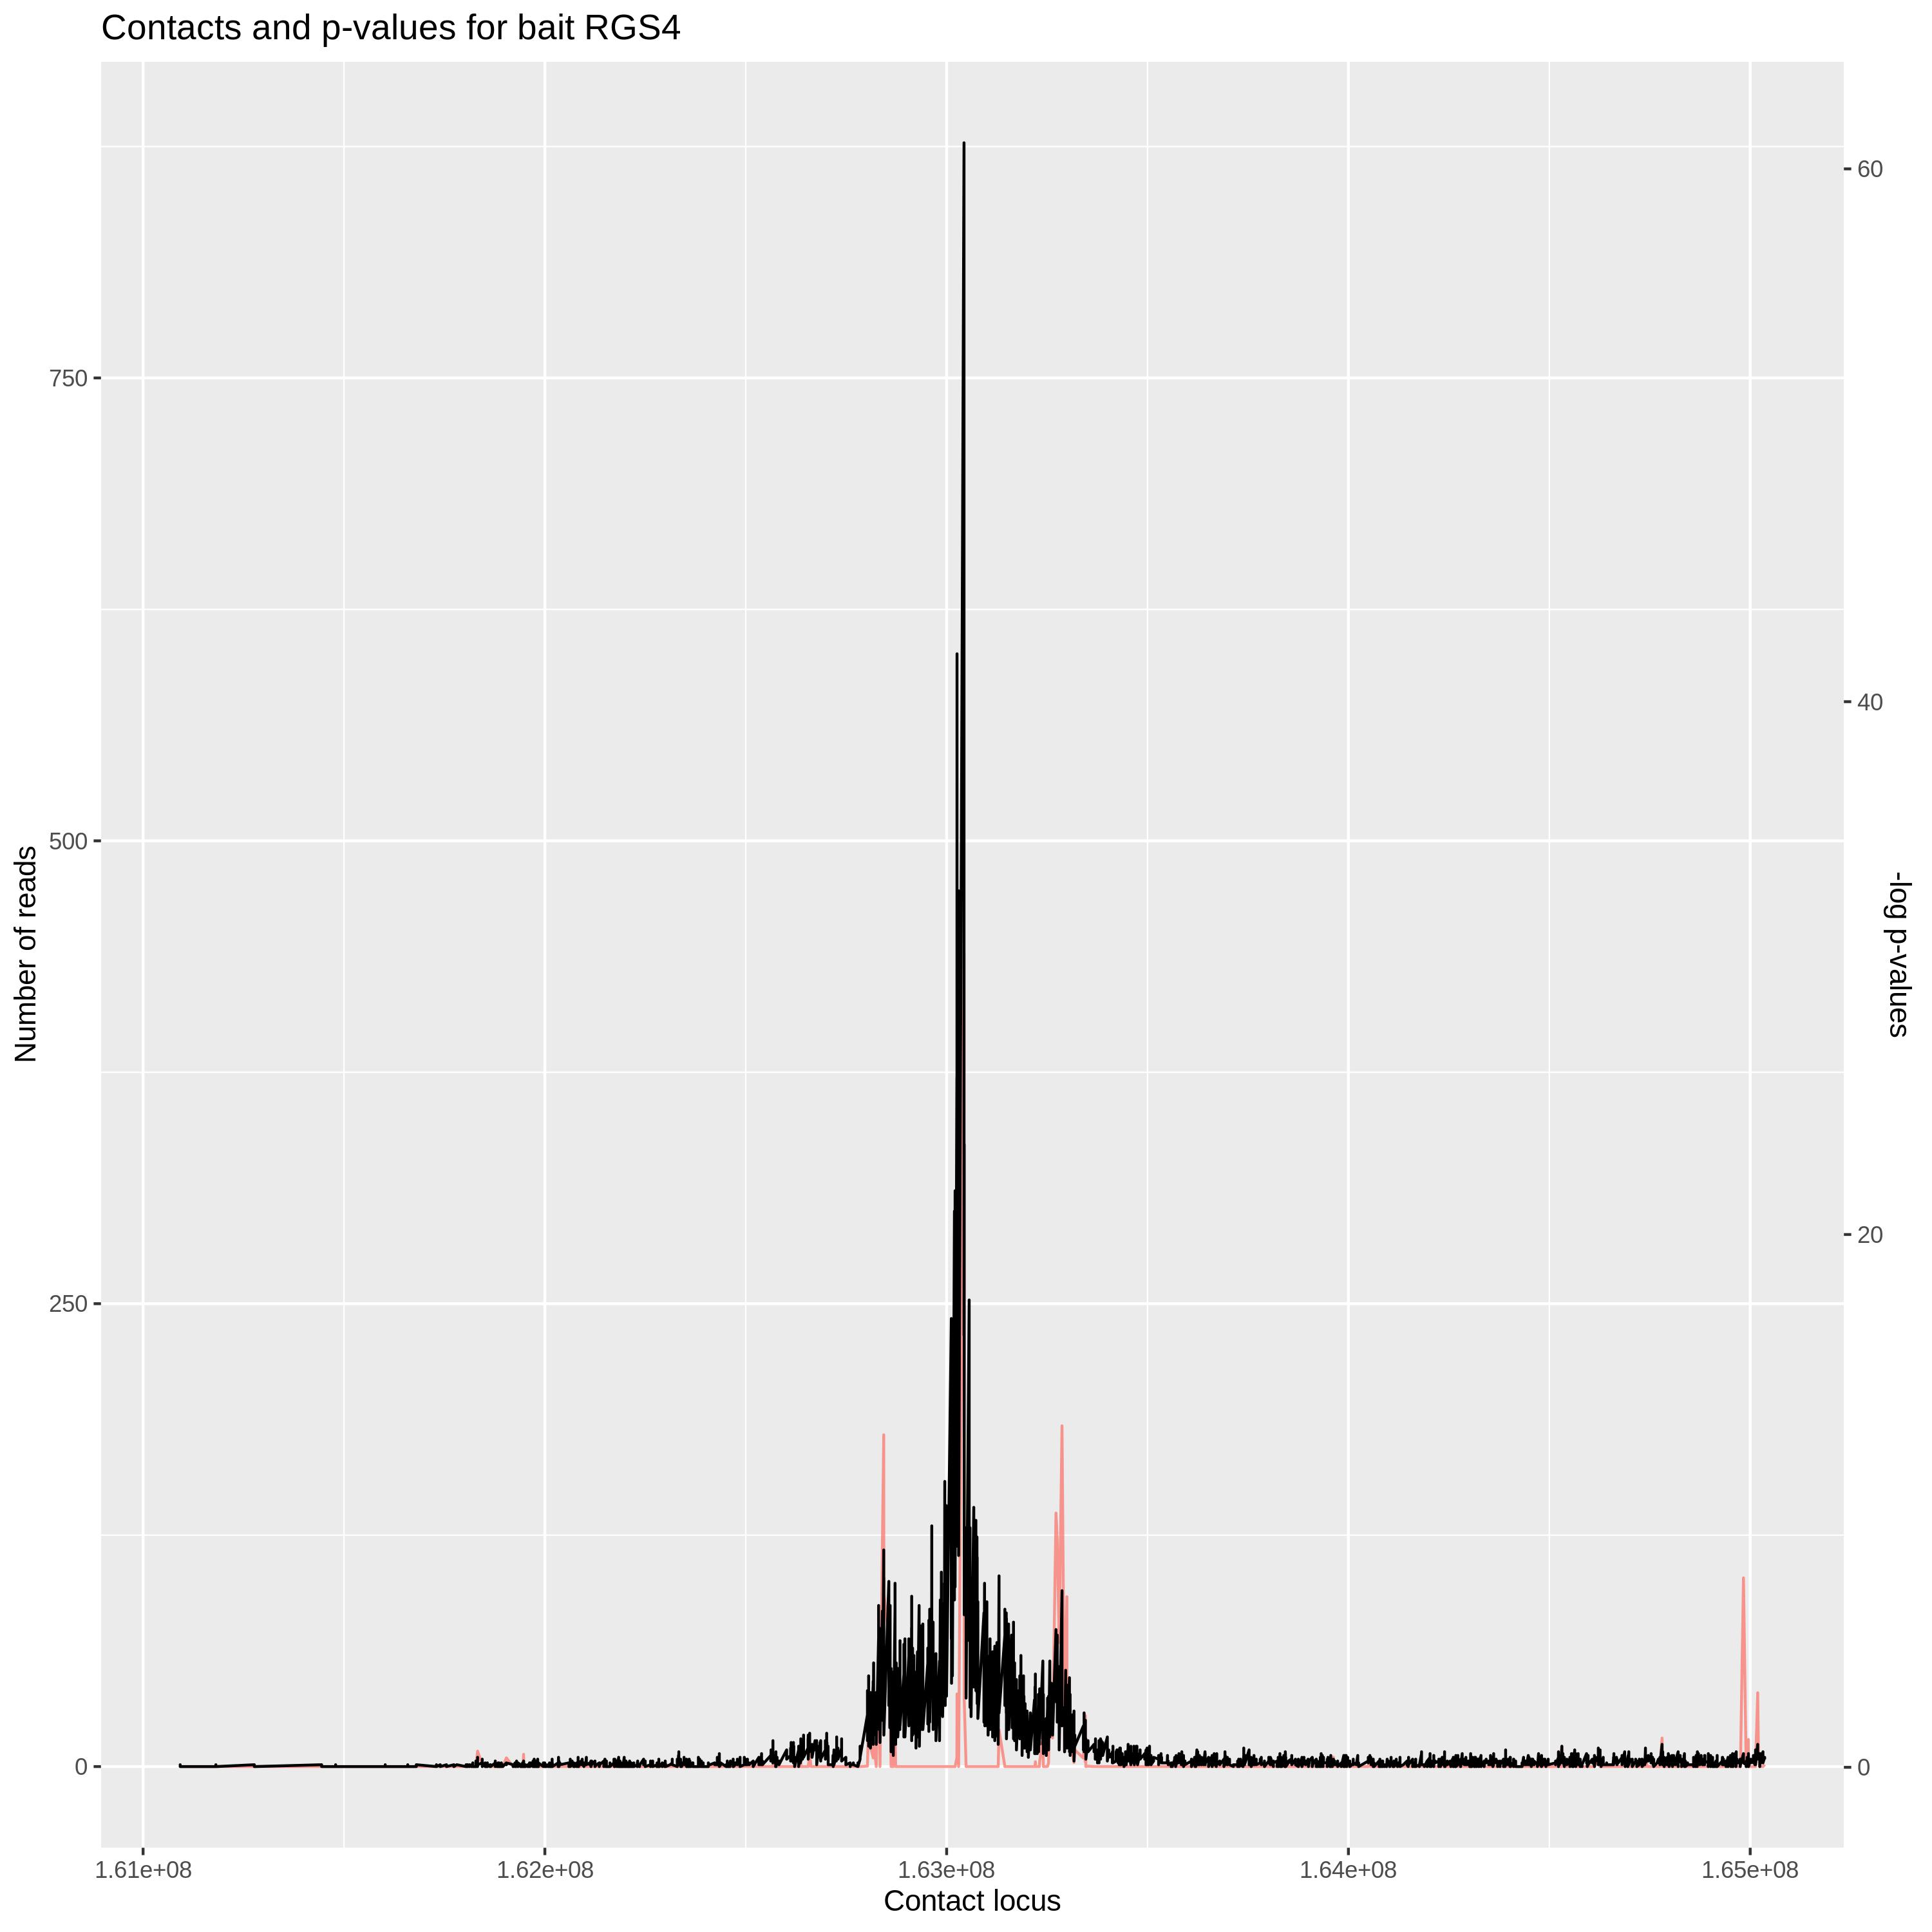 Contacts and p-values for bait RGS4
Number of reads
750
500
250
0
60
40
20
0
-log p-values
1.61e+08
1.62e+08
1.63e+08
1.64e+08
1.65e+08
Contact locus